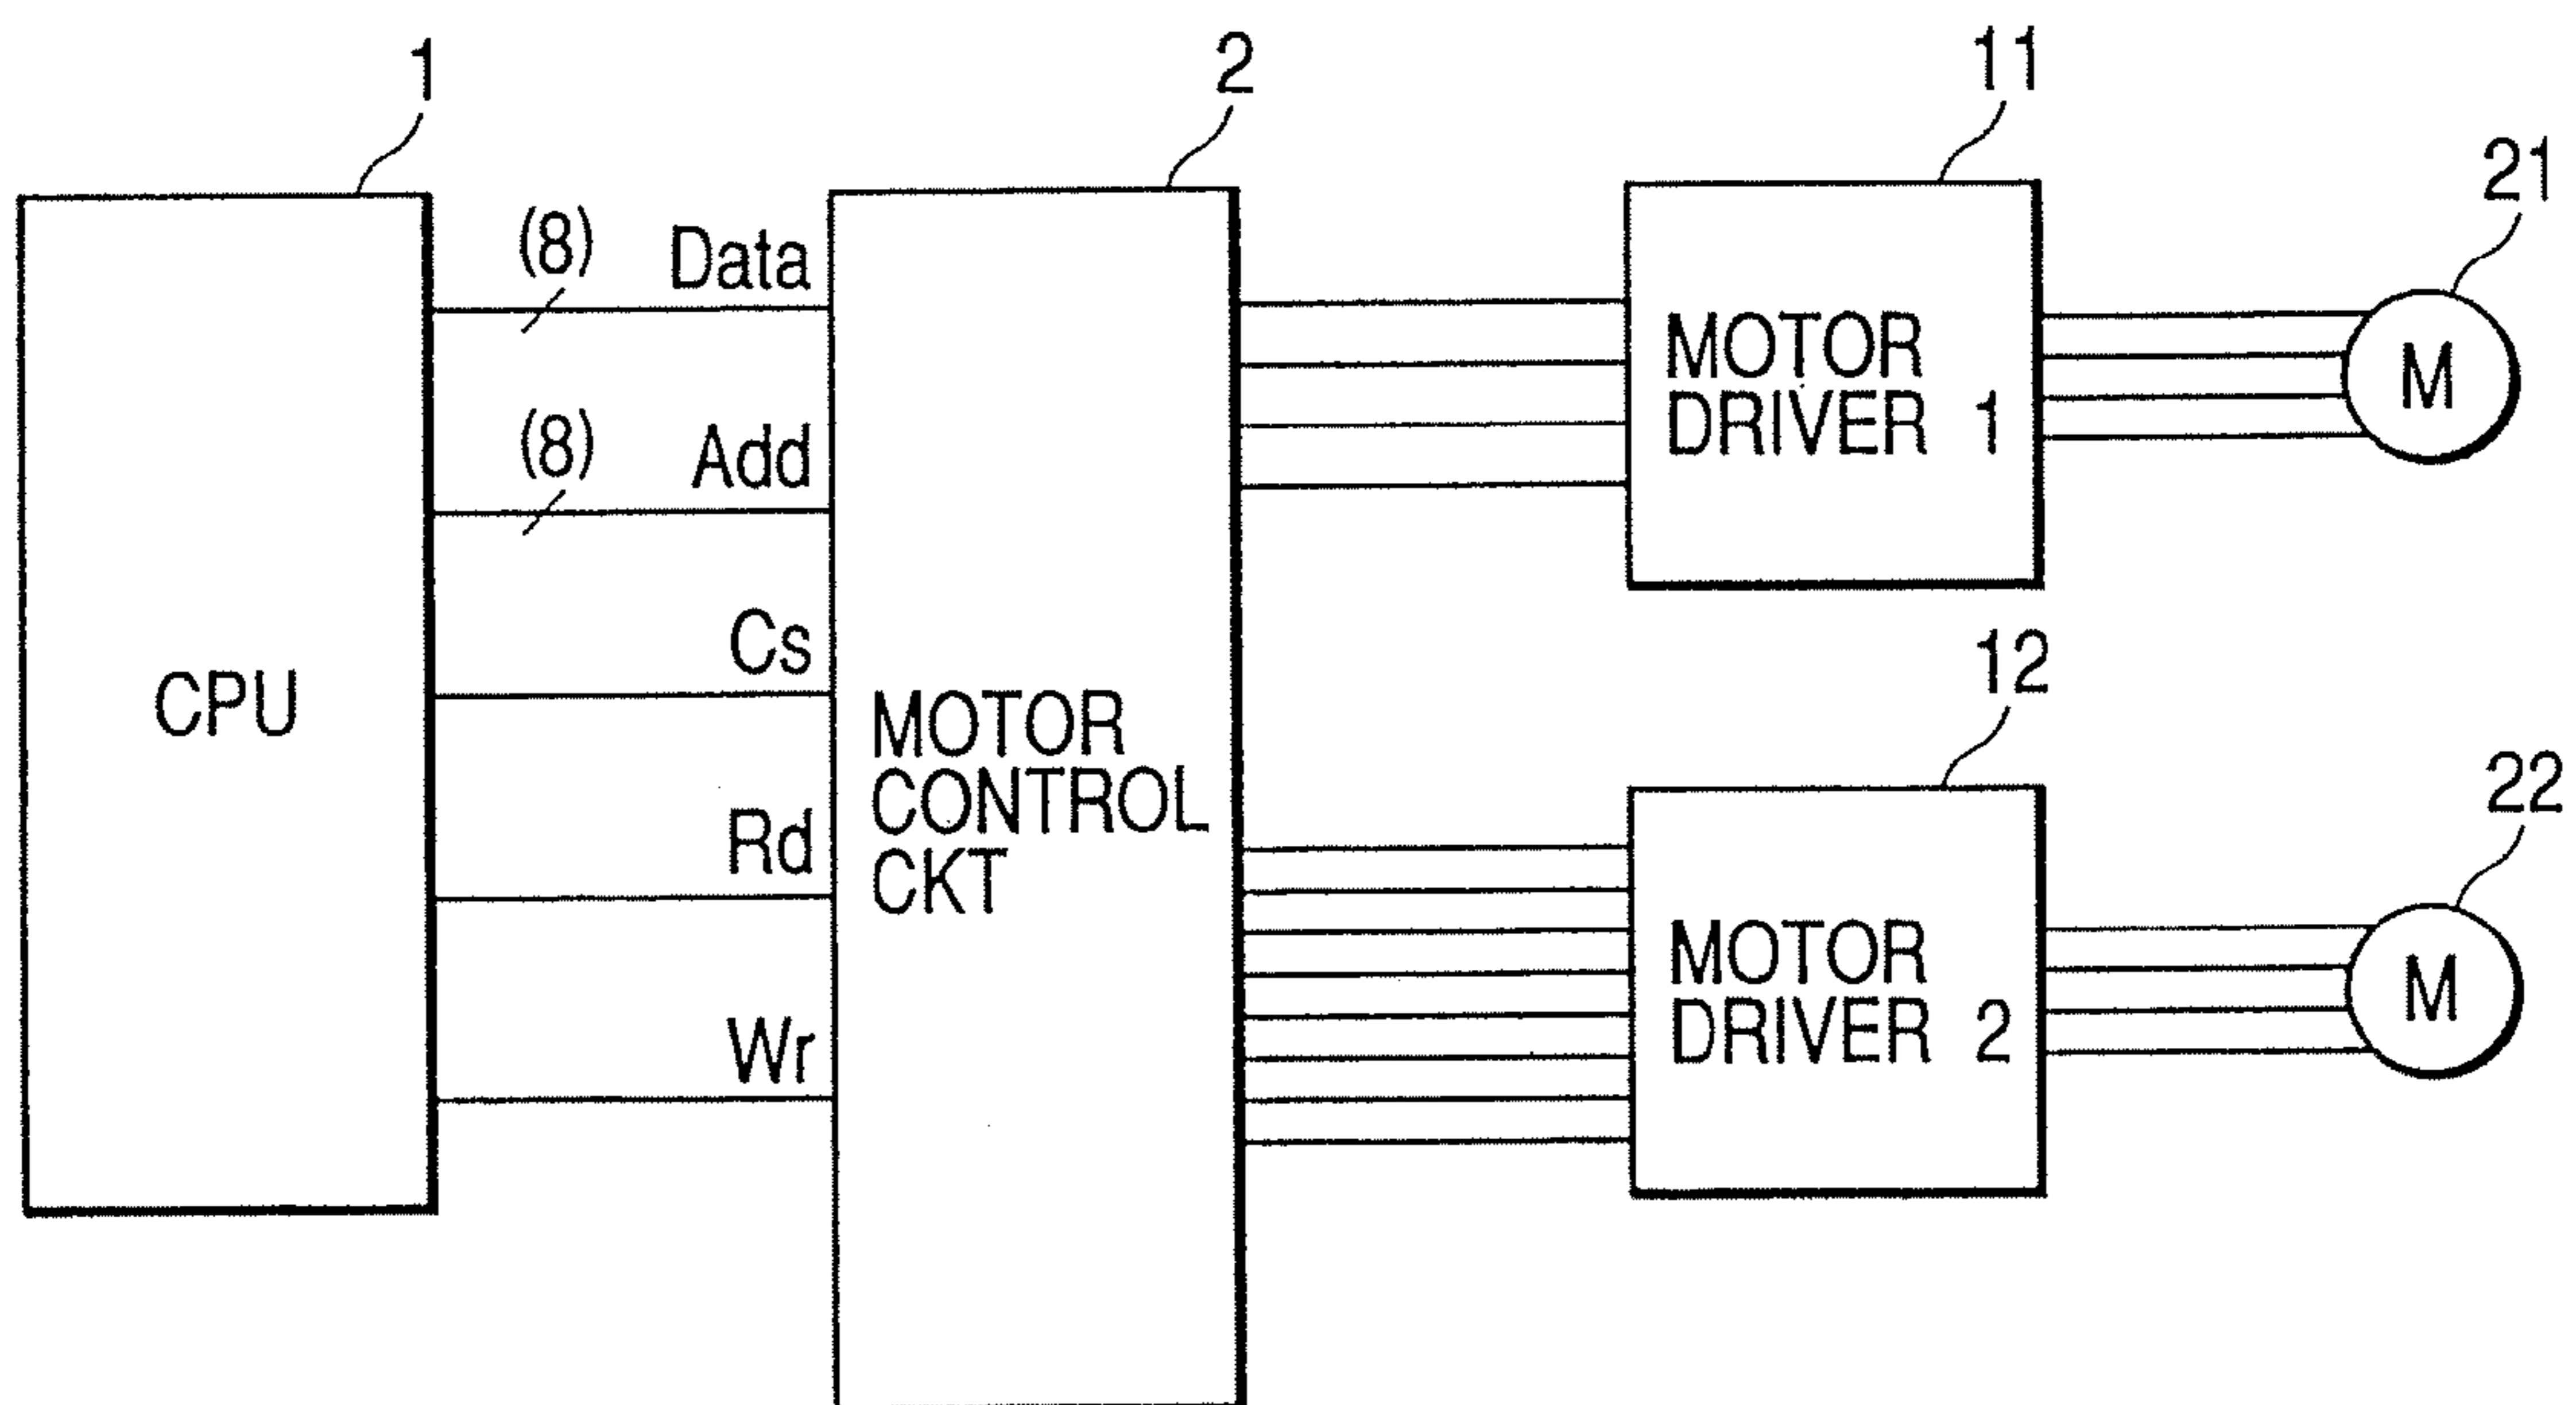 1
2
11
21
(8) Data
(8) Add
Cs
Rd
Wr
CPU
MOTOR
CONTROL
CKT
MOTOR
DRIVER 1
M
12
22
MOTOR
DRIVER 2
M